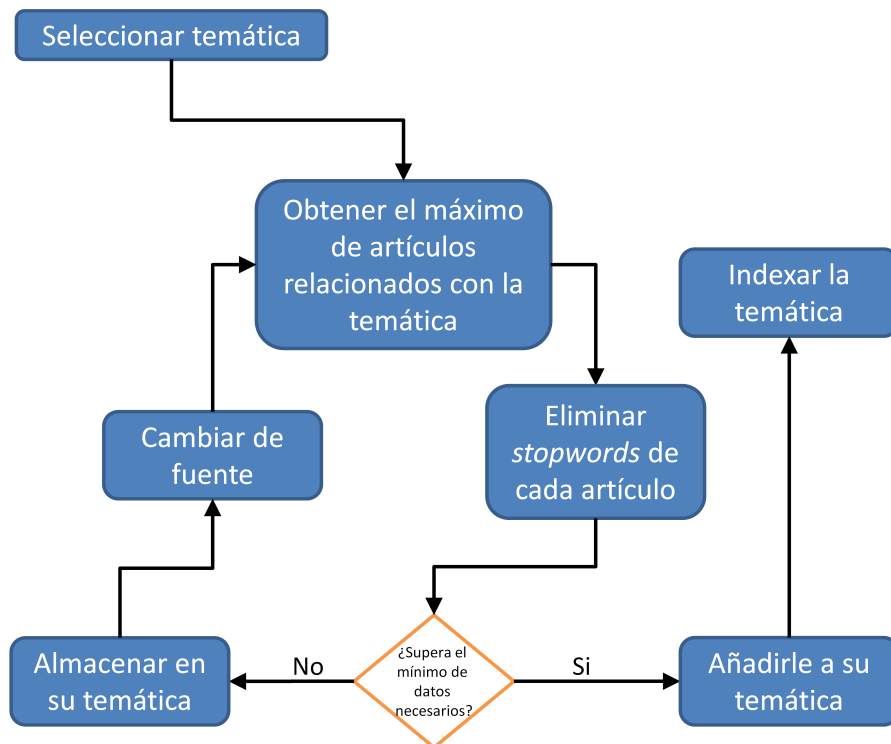 Seleccionar temática
Obtener el máximo
de artículos
relacionados con la
temática
Indexar la
temática
Eliminar
stopwords de
cada artículo
Cambiar de
fuente
¿Supera el
mínimo de
datos
necesarios?
No
Si
Almacenar en
su temática
Añadirle a su
temática